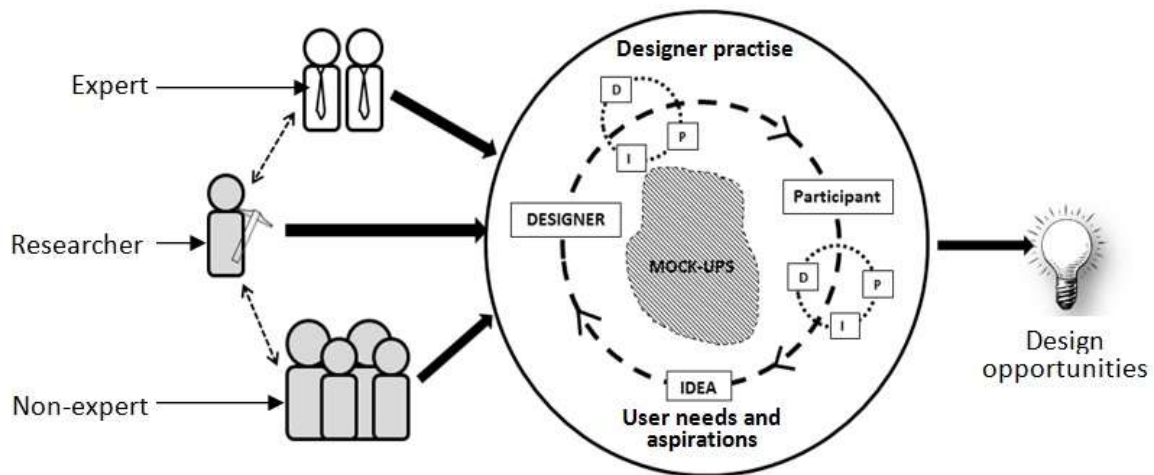 Expert
Researcher
Non-expert
Designer practise
D
P
I
DESIGNER
Participant
MOCK-UPS
D
P
I
IDEA
User needs and
aspirations
Design
opportunities